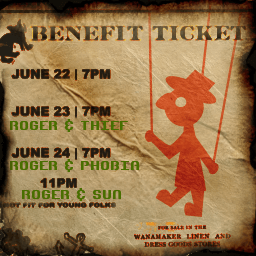 BENEFIT TICKET
JUNE 22 | 7PM
JUNE 23 | 7PM
ROGER & THIEF
JUNE 24 | 7PM
ROGER & PHOBIA
11PM
ROGER & SUN
NOT FIT FOR YOUNG FOLKS
FOR SALE IN THE
WANAMAKER LINEN AND
DRESS GOODS STORES